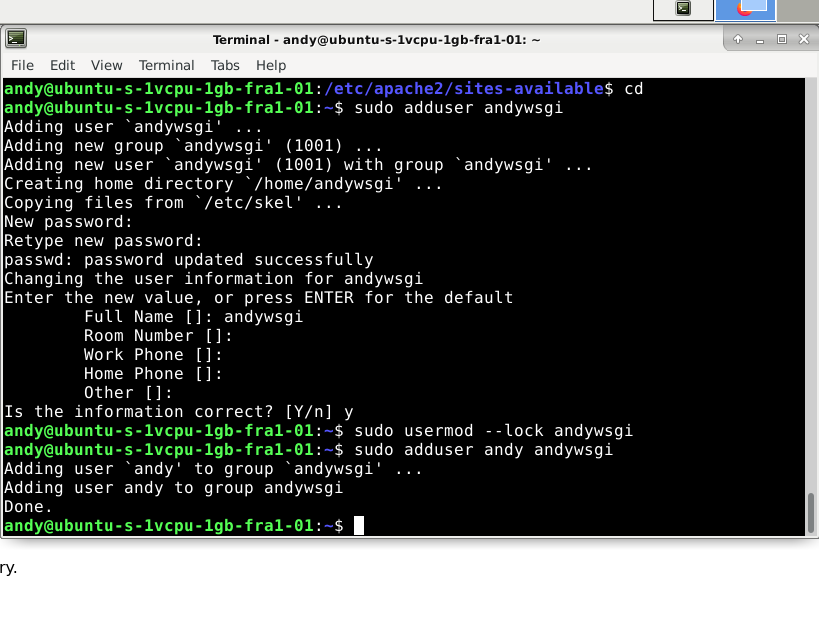 Terminal - andy@ubuntu-s-1vcpu-1gb-fra1-01: ~
File Edit View Terminal Tabs Help
andy@ubuntu-s-1vcpu-1gb-fra1-01:/etc/apache2/sites-available$ cd
andy@ubuntu-s-1vcpu-1gb-fra1-01:~$ sudo adduser andywsgi
Adding user `andywsgi' ...
Adding new group `andywsgi' (1001) ...
Adding new user `andywsgi' (1001) with group `andywsgi' ...
Creating home directory `/home/andywsgi' ...
Copying files from `/etc/skel' ...
New password:
Retype new password:
passwd: password updated successfully
Changing the user information for andywsgi
Enter the new value, or press ENTER for the default
Full Name []: andywsgi
Room Number []:
Work Phone []:
Home Phone []:
Other []:
Is the information correct? [Y/n] y
andy@ubuntu-s-1vcpu-1gb-fra1-01:~$ sudo usermod --lock andywsgi
andy@ubuntu-s-1vcpu-1gb-fra1-01:~$ sudo adduser andy andywsgi
Adding user `andy' to group `andywsgi' ...
Adding user andy to group andywsgi
Done.
andy@ubuntu-s-1vcpu-1gb-fra1-01:~$
ry.